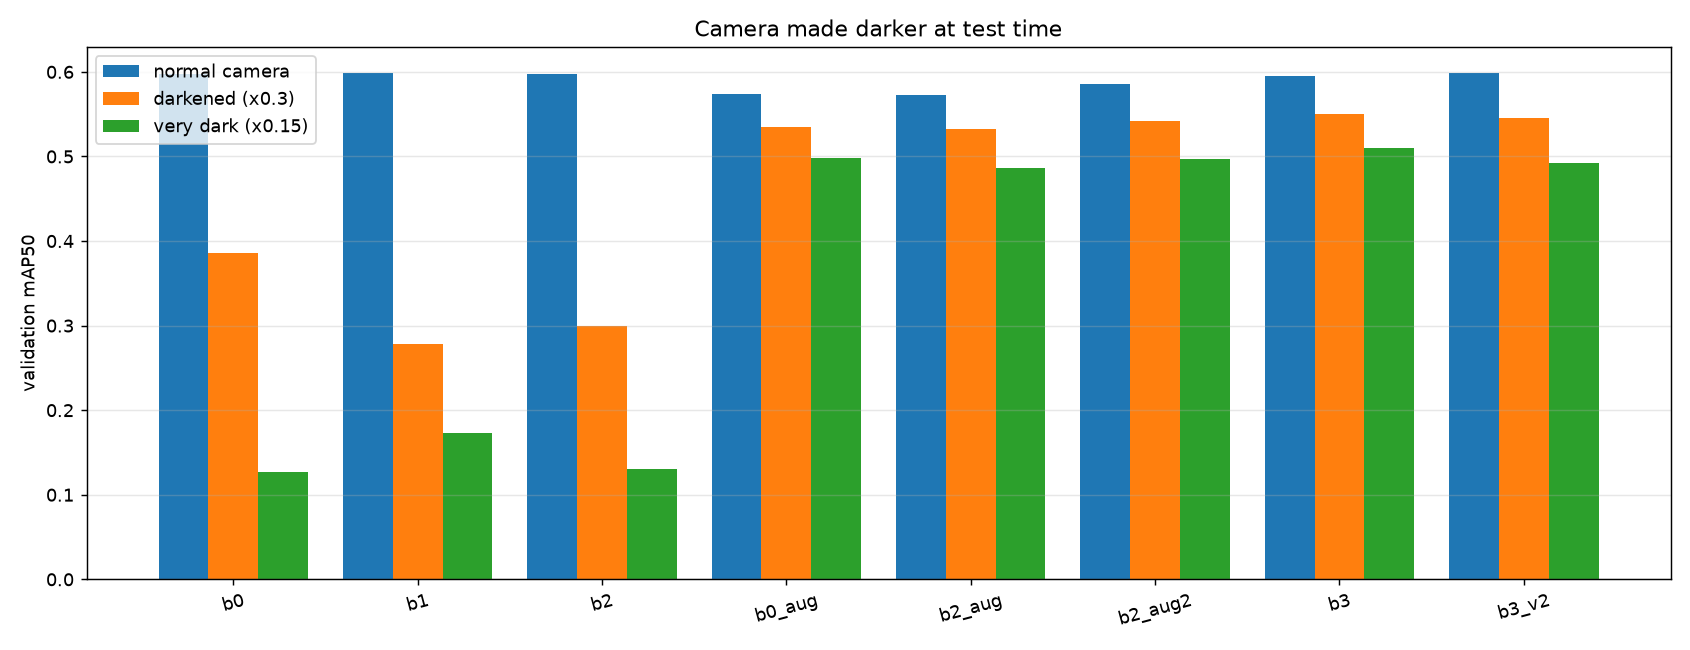 Camera made darker at test time
normal camera
darkened (x0.3)
very dark (x0.15)
validation mAP50
0.6
0.5
0.4
0.3
0.2
0.1
0.0
b0
b1
b2
b0_aug
b2_aug
b2_aug2
b3
b3_v2